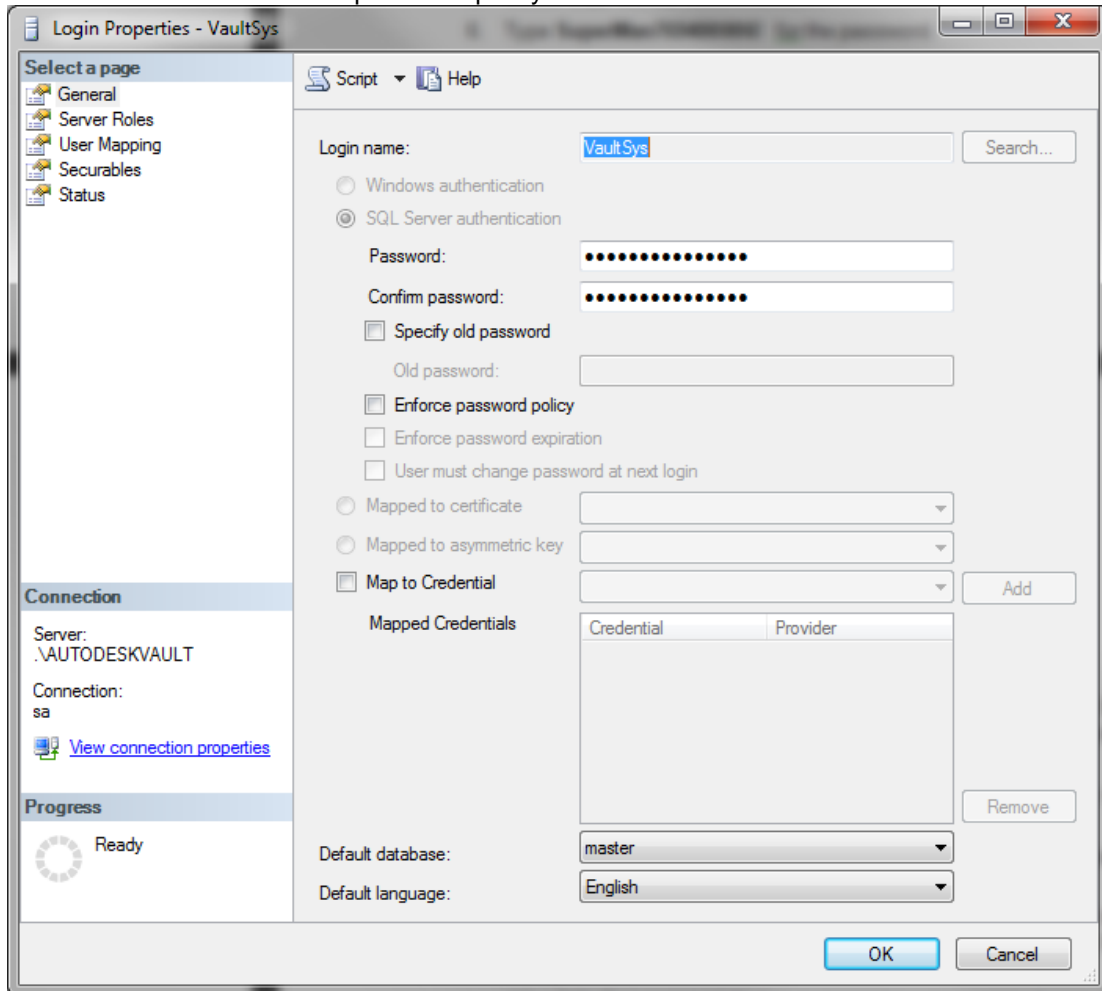 Login Properties - VaultSys
Select a page
General
Server Roles
User Mapping
Securables
Status
Script Help
Login name: VaultSys Search...
Windows authentication
SQL Server authentication
Password: ●●●●●●●●●●●●●●●
Confirm password: ●●●●●●●●●●●●●●●
Specify old password
Old password:
Enforce password policy
Enforce password expiration
User must change password at next login
Mapped to certificate
Mapped to asymmetric key
Map to Credential Add
Mapped Credentials Credential Provider
Remove
Default database: master
Default language: English
Connection
Server:
.\AUTODESKVAULT
Connection:
sa
View connection properties
Progress
Ready
OK Cancel